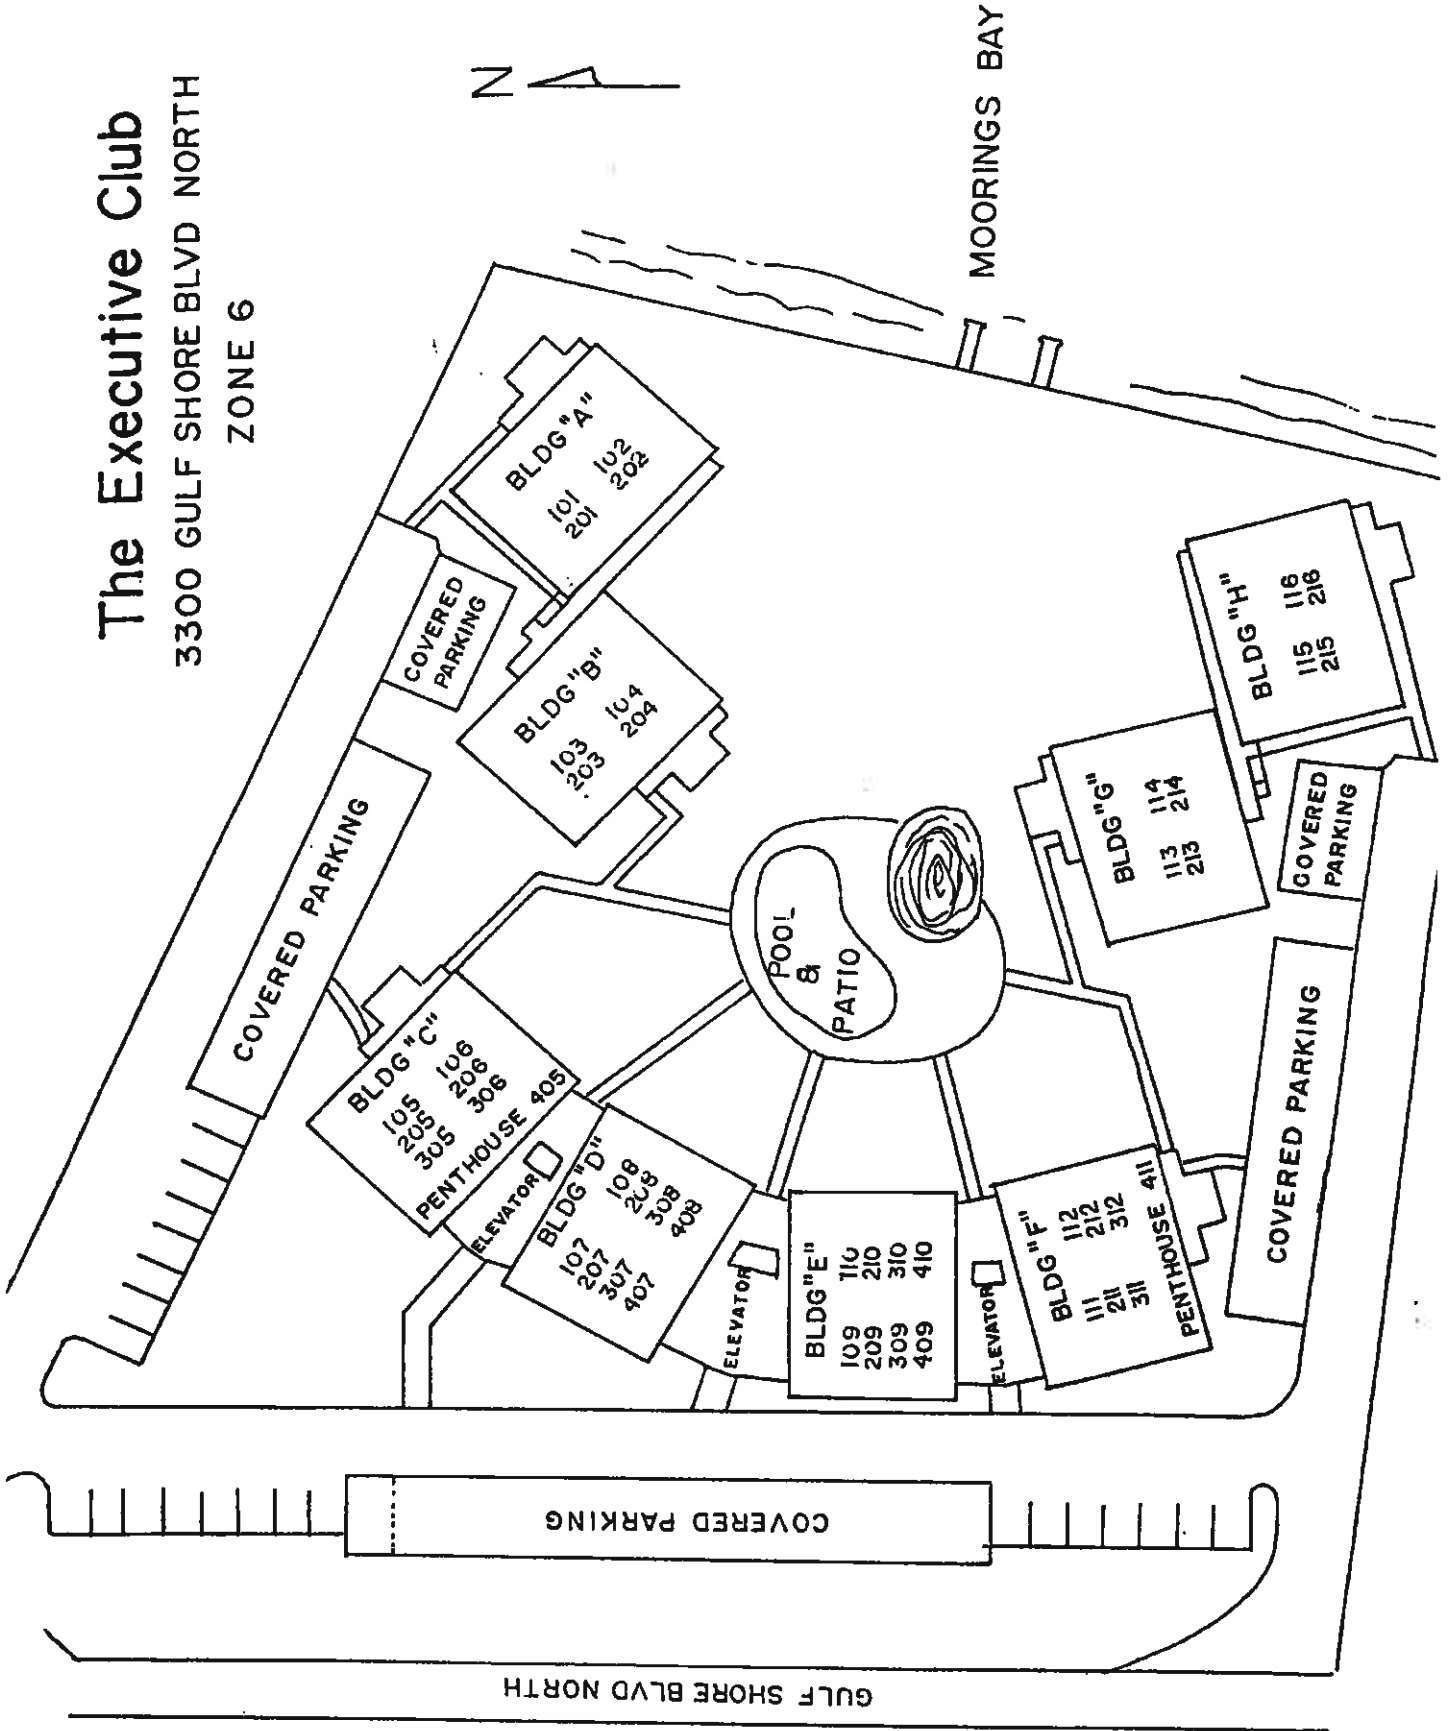 The Executive Club
3300 GULF SHORE BLVD NORTH
ZONE 6
N
MOORINGS BAY
BLDG "A"
101 102
201 202
COVERED
PARKING
BLDG "B"
103 104
203 204
COVERED PARKING
BLDG "C"
105 106
205 206
305 306
PENTHOUSE 405
ELEVATOR
BLDG "D"
107 108
207 208
307 308
407 408
ELEVATOR
BLDG "E"
109 110
209 210
309 310
409 410
ELEVATOR
BLDG "F"
111 112
211 212
311 312
PENTHOUSE 411
POOL
&
PATIO
BLDG "G"
113 114
213 214
BLDG "H"
115 116
215 216
COVERED
PARKING
COVERED PARKING
COVERED PARKING
GULF SHORE BLVD NORTH